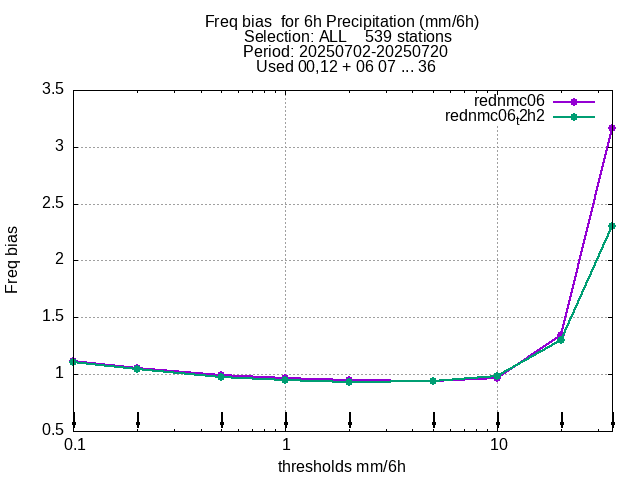 Freq bias  for 6h Precipitation (mm/6h)
Selection: ALL    539 stations
Period: 20250702-20250720
Used 00,12 + 06 07 ... 36
rednmc06
rednmc06t2h2
3.5
3
2.5
2
1.5
1
0.5
Freq bias
0.1 1 10
thresholds mm/6h